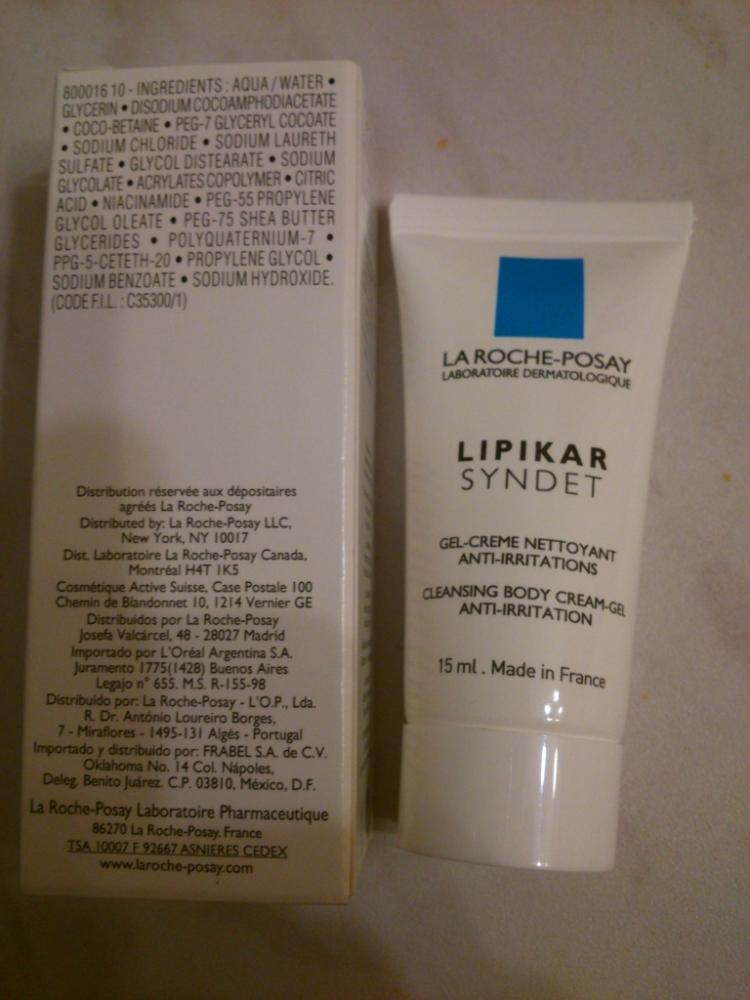 800016 10 - INGREDIENTS : AQUA / WATER •
GLYCERIN • DISODIUM COCOAMPHODIACETATE
• COCO-BETAINE • PEG-7 GLYCERYL COCOATE
• SODIUM CHLORIDE • SODIUM LAURETH
SULFATE • GLYCOL DISTEARATE • SODIUM
GLYCOLATE • ACRYLATES COPOLYMER • CITRIC
ACID • NIACINAMIDE • PEG-55 PROPYLENE
GLYCOL OLEATE • PEG-75 SHEA BUTTER
GLYCERIDES • POLYQUATERNIUM-7 •
PPG-5-CETETH-20 • PROPYLENE GLYCOL •
SODIUM BENZOATE • SODIUM HYDROXIDE.
(CODE F.I.L. : C35300/1)
Distribution réservée aux dépositaires
agréés La Roche-Posay
Distributed by: La Roche-Posay LLC,
New York, NY 10017
Dist. Laboratoire La Roche-Posay Canada,
Montréal H4T 1K5
Cosmétique Active Suisse, Case Postale 100
Chemin de Blandonnet 10, 1214 Vernier GE
Distribuidos por La Roche-Posay
Josefa Valcárcel, 48 - 28027 Madrid
Importado por L'Oréal Argentina S.A.
Juramento 1775(1428) Buenos Aires
Legajo n° 655. M.S. R-155-98
Distribuído por: La Roche-Posay - L'O.P., Lda.
R. Dr. António Loureiro Borges,
7 - Miraflores - 1495-131 Algés - Portugal
Importado y distribuido por: FRABEL S.A. de C.V.
Oklahoma No. 14 Col. Nápoles,
Deleg. Benito Juárez. C.P. 03810, México, D.F.
La Roche-Posay Laboratoire Pharmaceutique
86270 La Roche-Posay. France
TSA 10007 F 92667 ASNIERES CEDEX
www.laroche-posay.com
LA ROCHE-POSAY
LABORATOIRE DERMATOLOGIQUE
LIPIKAR
SYNDET
GEL-CREME NETTOYANT
ANTI-IRRITATIONS
CLEANSING BODY CREAM-GEL
ANTI-IRRITATION
15 ml . Made in France